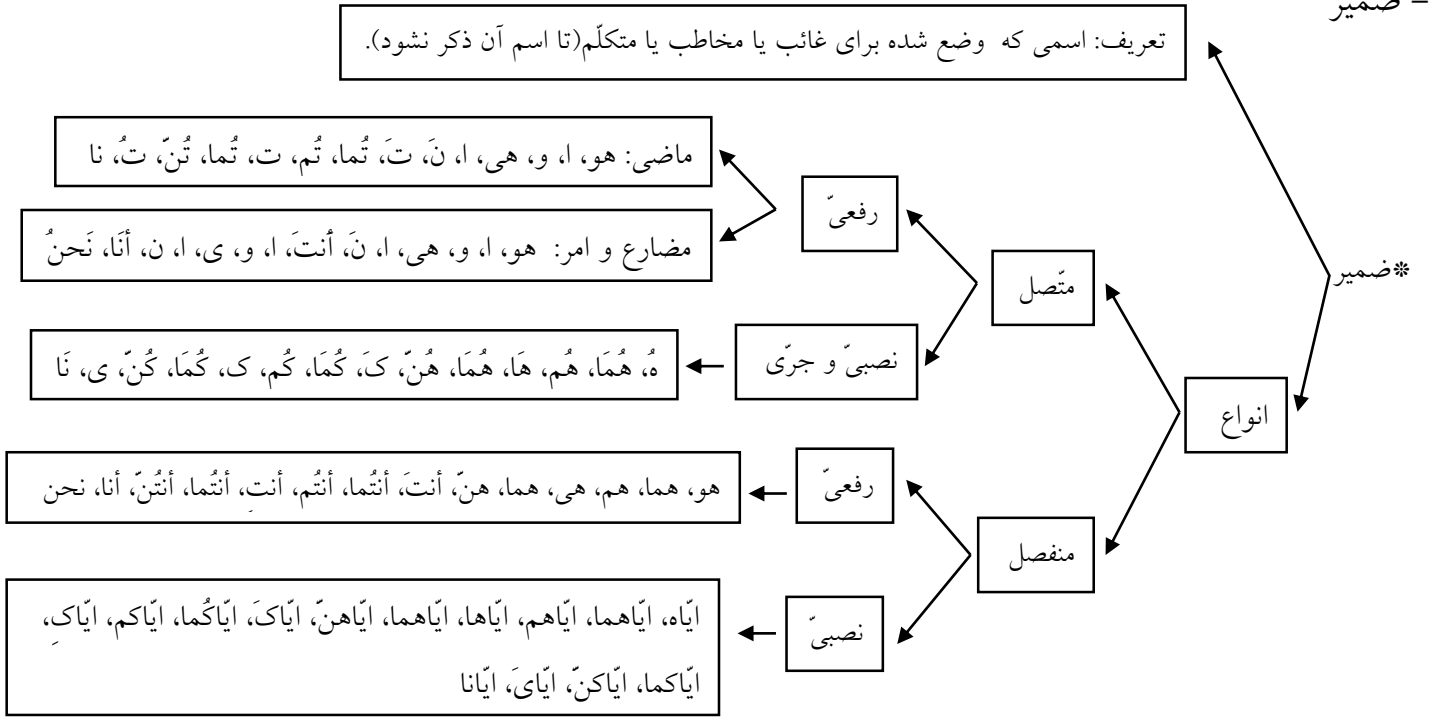 – ضمیر
تعریف: اسمی که وضع شده برای غائب یا مخاطب یا متکلّم(تا اسم آن ذکر نشود).
ماضی: هو، ا، و، هی، ا، نَ، تَ، تُما، تُم، ت، تُما، تُنّ، تُ، نا
رفعیّ
مضارع و امر: هو، ا، و، هی، ا، نَ، أنتَ، ا، و، ی، ا، ن، أنَا، نَحنُ
*ضمیر
متّصل
نصبیّ و جرّی
هُ، هُمَا، هُم، هَا، هُمَا، هُنّ، کَ، کُمَا، کُم، ک، کُمَا، کُنّ، ی، نَا
انواع
رفعیّ
هو، هما، هم، هی، هما، هنّ، أنتَ، أنتُما، أنتُم، أنتِ، أنتُما، أنتُنّ، أنا، نحن
منفصل
نصبیّ
ایّاه، ایّاهما، ایّاهم، ایّاها، ایّاهما، ایّاهنّ، ایّاکَ، ایّاکُما، ایّاکم، ایّاکِ،
ایّاکما، ایّاکنّ، ایّایَ، ایّانا